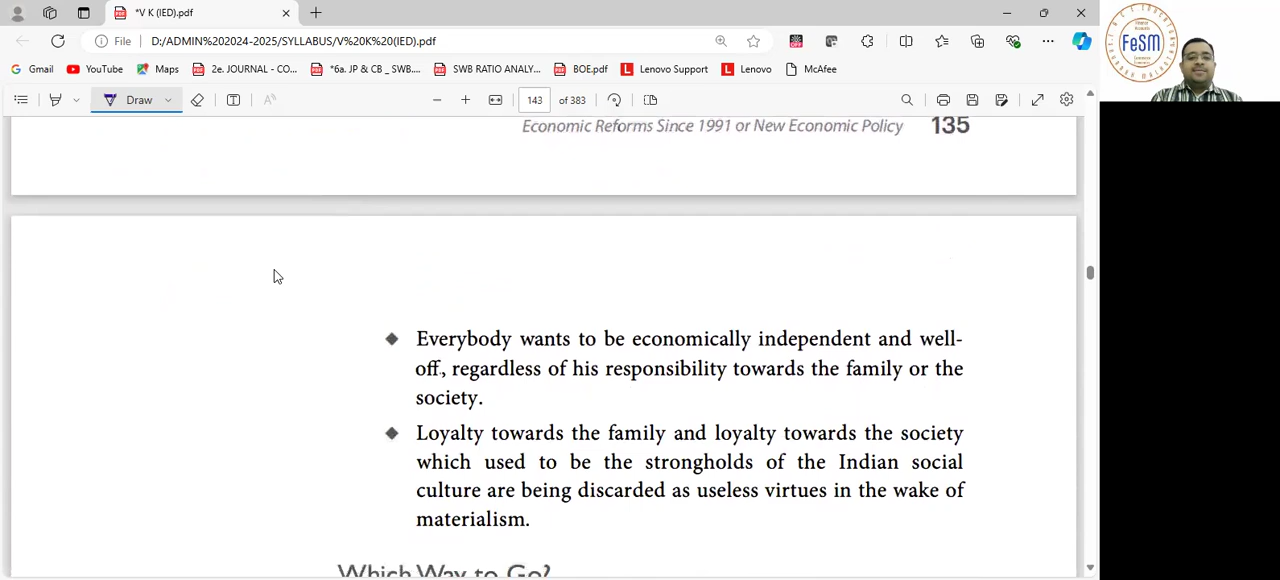 *V K (IED).pdf
File
D:/ADMIN%202024-2025/SYLLABUS/V%20K%20(IED).pdf
Gmail
YouTube
Maps
2e. JOURNAL - CO...
*6a. JP & CB _ SWB....
SWB RATIO ANALY...
BOE.pdf
Lenovo Support
Lenovo
McAfee
Draw
143 of 383
FeSM
Economic Reforms Since 1991 or New Economic Policy 135
Everybody wants to be economically independent and well-
off, regardless of his responsibility towards the family or the
society.
Loyalty towards the family and loyalty towards the society
which used to be the strongholds of the Indian social
culture are being discarded as useless virtues in the wake of
materialism.
Which Way to Go?